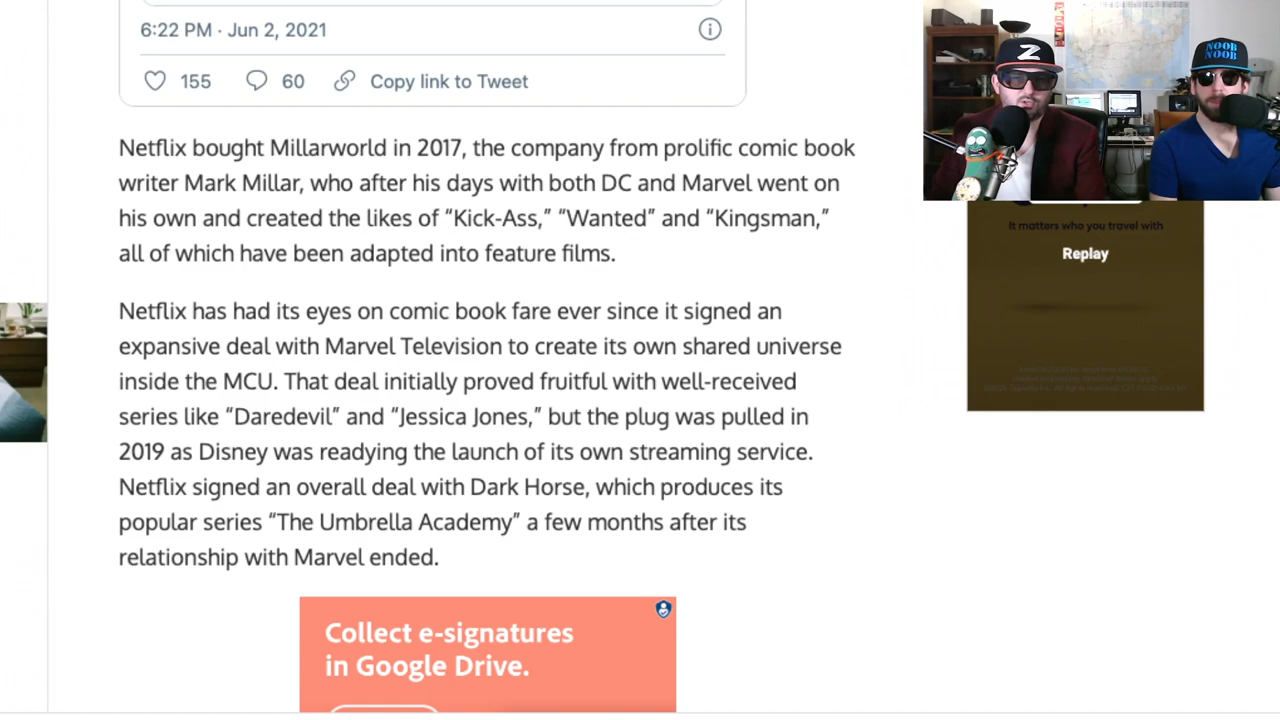 6:22 PM · Jun 2, 2021
155 60 Copy link to Tweet
Netflix bought Millarworld in 2017, the company from prolific comic book
writer Mark Millar, who after his days with both DC and Marvel went on
his own and created the likes of “Kick-Ass,” “Wanted” and “Kingsman,”
all of which have been adapted into feature films.
Netflix has had its eyes on comic book fare ever since it signed an
expansive deal with Marvel Television to create its own shared universe
inside the MCU. That deal initially proved fruitful with well-received
series like “Daredevil” and “Jessica Jones,” but the plug was pulled in
2019 as Disney was readying the launch of its own streaming service.
Netflix signed an overall deal with Dark Horse, which produces its
popular series “The Umbrella Academy” a few months after its
relationship with Marvel ended.
Collect e-signatures
in Google Drive.
Z
NOOB
NOOB
It matters who you travel with
Replay